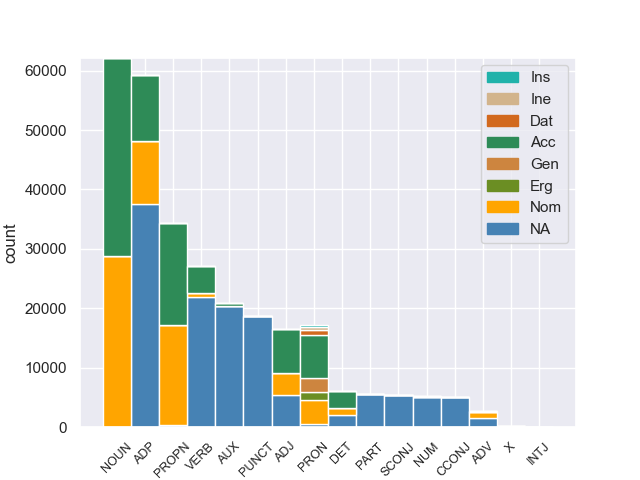 60000
50000
40000
30000
20000
10000
0
count
Ins
Ine
Dat
Acc
Gen
Erg
Nom
NA
NOUN
ADP
PROPN
VERB
AUX
PUNCT
ADJ
PRON
DET
PART
SCONJ
NUM
CCONJ
ADV
X
INTJ